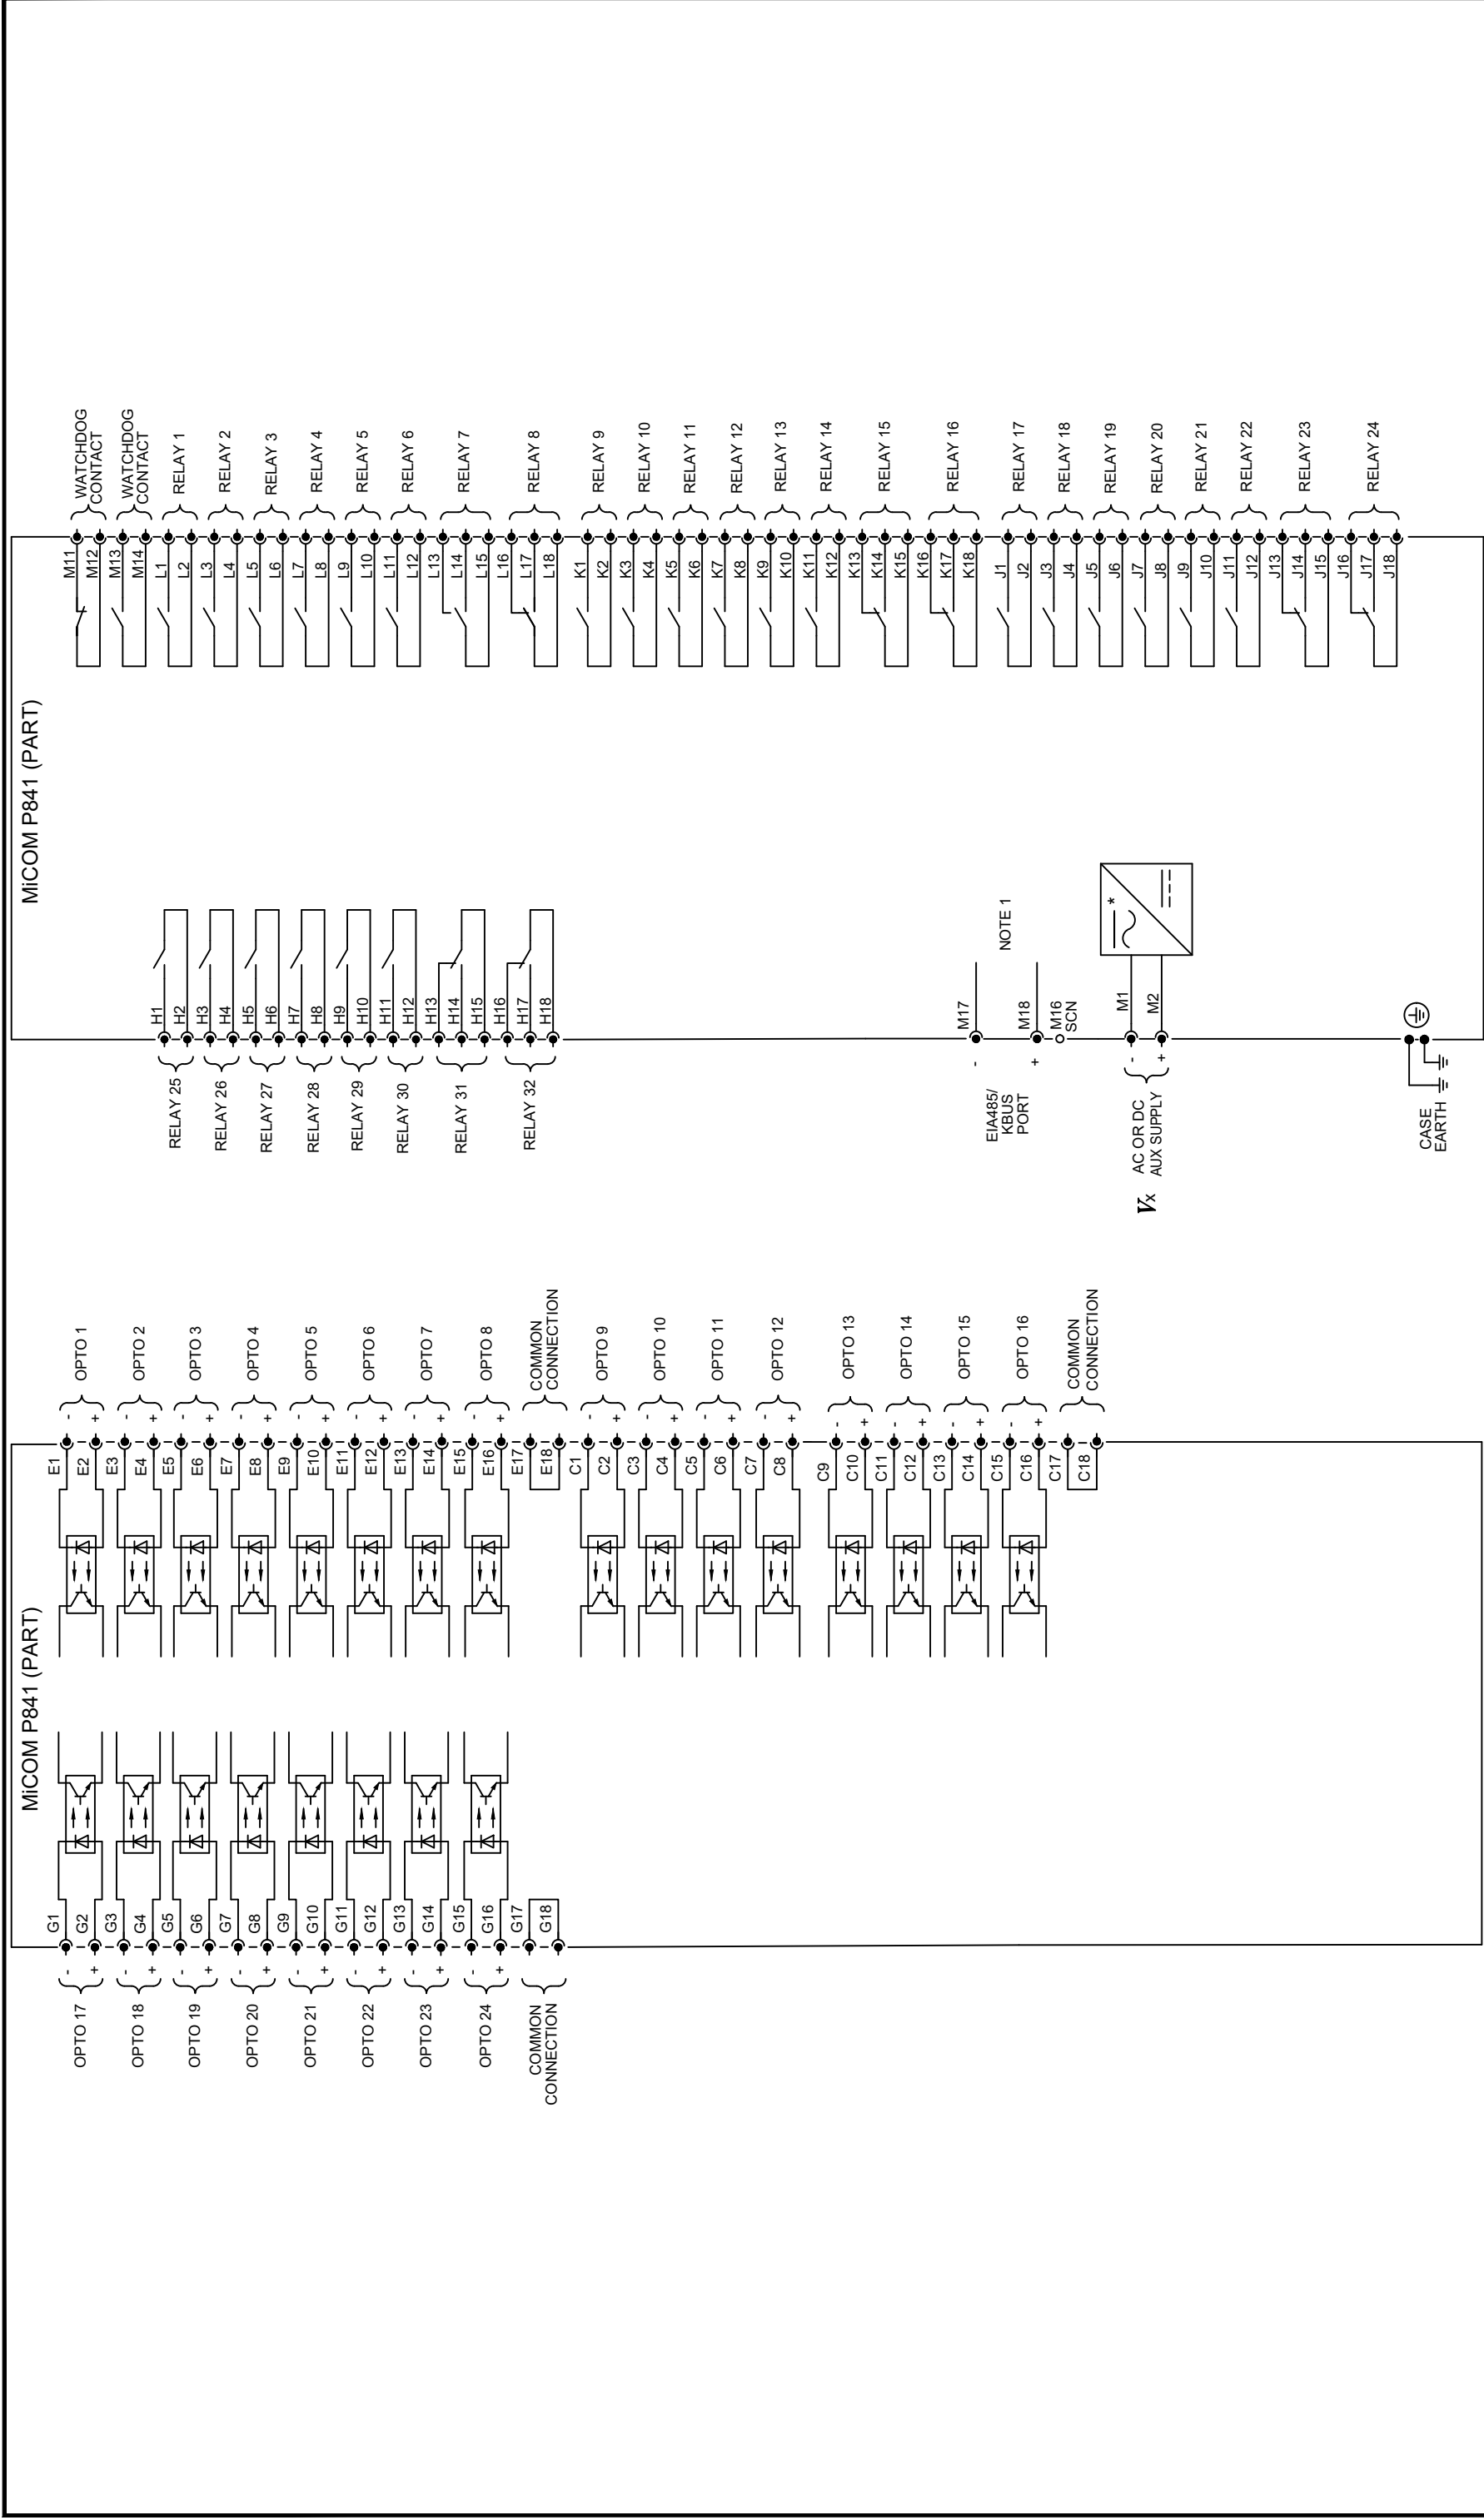 MiCOM P841 (PART)
OPTO 17 - G1
+ G2
OPTO 18 - G3
+ G4
OPTO 19 - G5
+ G6
OPTO 20 - G7
+ G8
OPTO 21 - G9
+ G10
OPTO 22 - G11
+ G12
OPTO 23 - G13
+ G14
OPTO 24 - G15
+ G16
COMMON
CONNECTION
G17
G18
E1 - OPTO 1
E2 +
E3 - OPTO 2
E4 +
E5 - OPTO 3
E6 +
E7 - OPTO 4
E8 +
E9 - OPTO 5
E10 +
E11 - OPTO 6
E12 +
E13 - OPTO 7
E14 +
E15 - OPTO 8
E16 +
E17
E18
COMMON
CONNECTION
C1 - OPTO 9
C2 +
C3 - OPTO 10
C4 +
C5 - OPTO 11
C6 +
C7 - OPTO 12
C8 +
C9 - OPTO 13
C10 +
C11 - OPTO 14
C12 +
C13 - OPTO 15
C14 +
C15 - OPTO 16
C16 +
C17
C18
COMMON
CONNECTION
MiCOM P841 (PART)
RELAY 25 H1
H2
RELAY 26 H3
H4
RELAY 27 H5
H6
RELAY 28 H7
H8
RELAY 29 H9
H10
RELAY 30 H11
H12
RELAY 31 H13
H14
H15
RELAY 32 H16
H17
H18
EIA485/
KBUS
PORT
- M17
NOTE 1
+ M18
M16
SCN
Vx
AC OR DC
AUX SUPPLY
- M1
+ M2
*
CASE
EARTH
M11
M12
WATCHDOG
CONTACT
M13
M14
WATCHDOG
CONTACT
L1 RELAY 1
L2
L3 RELAY 2
L4
L5 RELAY 3
L6
L7 RELAY 4
L8
L9 RELAY 5
L10
L11 RELAY 6
L12
L13
L14 RELAY 7
L15
L16
L17 RELAY 8
L18
K1 RELAY 9
K2
K3 RELAY 10
K4
K5 RELAY 11
K6
K7 RELAY 12
K8
K9 RELAY 13
K10
K11 RELAY 14
K12
K13
K14 RELAY 15
K15
K16
K17 RELAY 16
K18
J1 RELAY 17
J2
J3 RELAY 18
J4
J5 RELAY 19
J6
J7 RELAY 20
J8
J9 RELAY 21
J10
J11 RELAY 22
J12
J13
J14 RELAY 23
J15
J16
J17 RELAY 24
J18